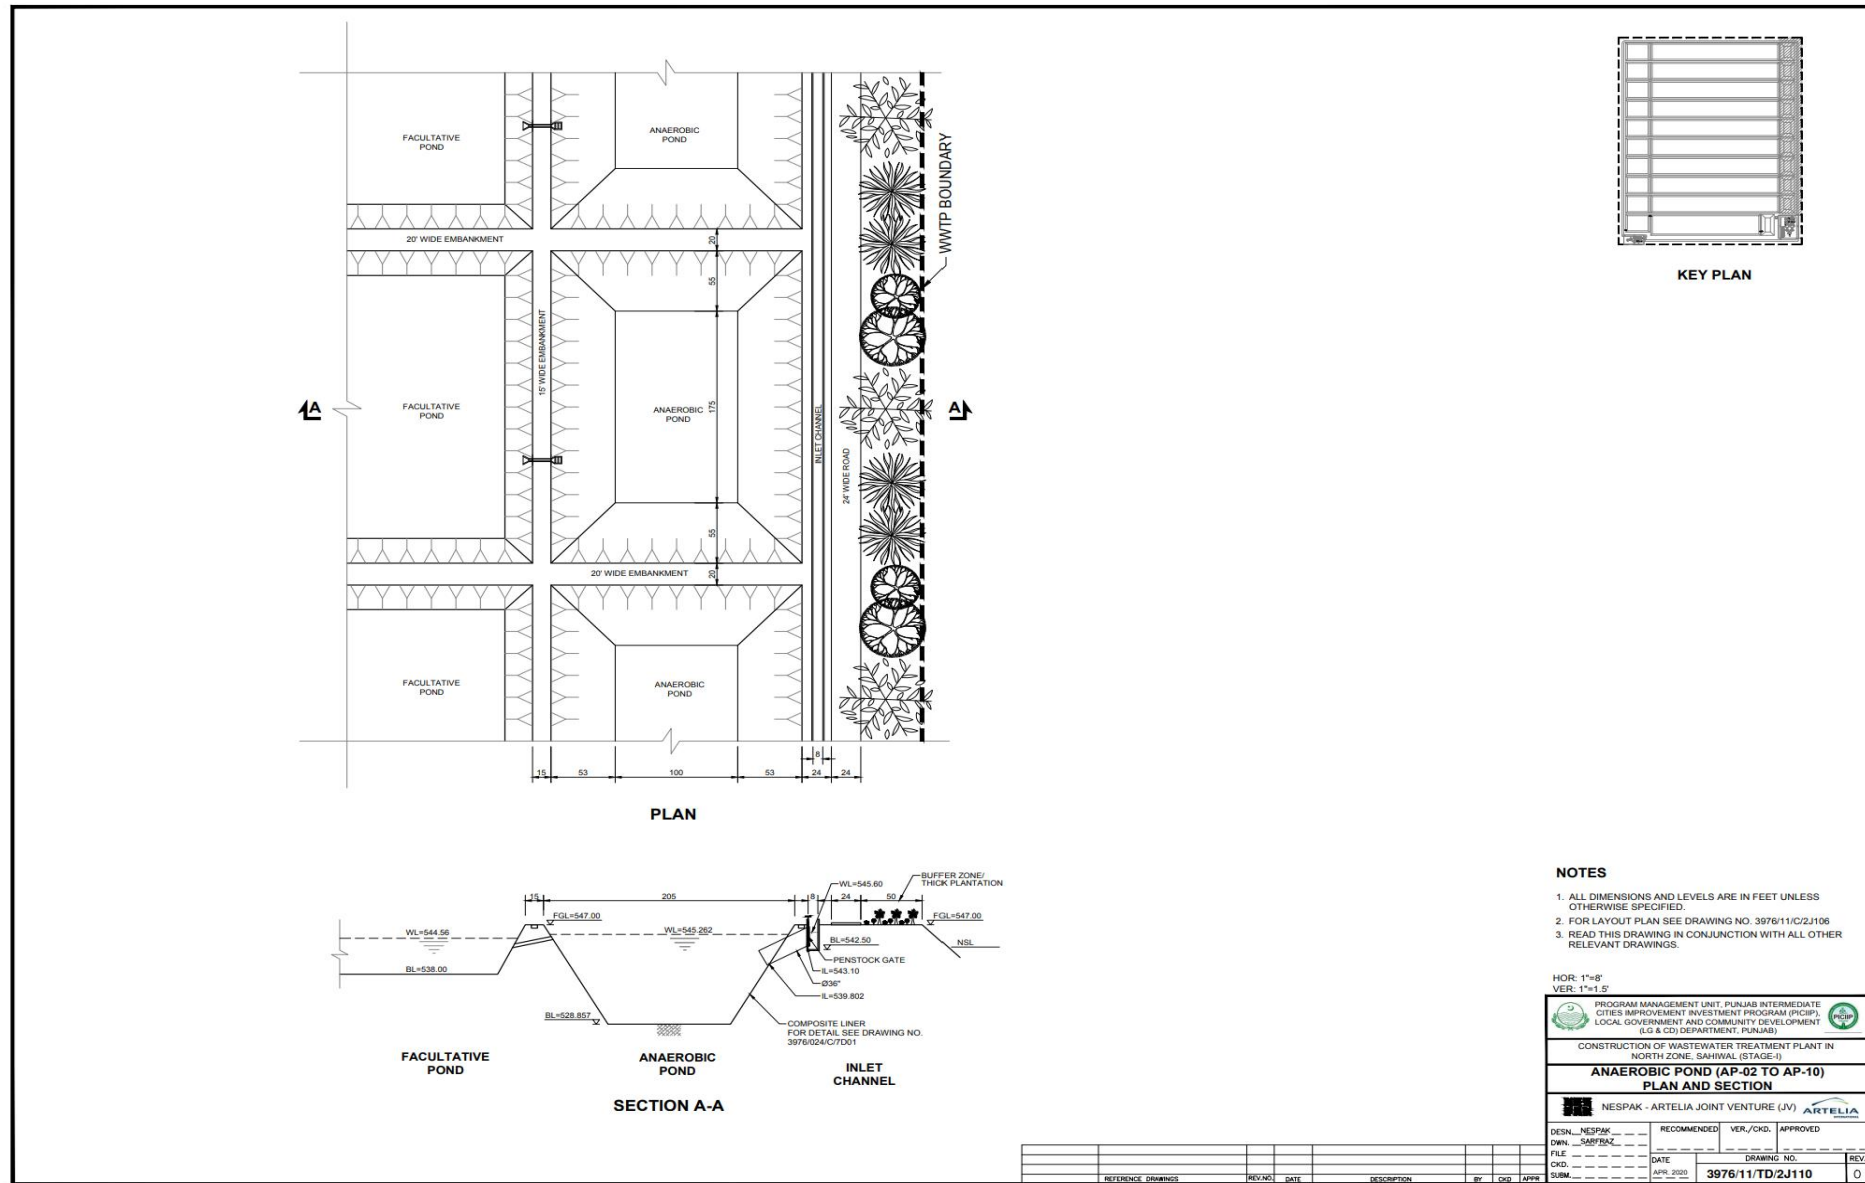 FACULTATIVE
POND
ANAEROBIC
POND
WWTP BOUNDARY
20' WIDE EMBANKMENT
20
55
15' WIDE EMBANKMENT
A
FACULTATIVE
POND
ANAEROBIC
POND
175
INLET CHANNEL
24' WIDE ROAD
A
55
20' WIDE EMBANKMENT
20
FACULTATIVE
POND
ANAEROBIC
POND
8
15
53
100
53
24
24
PLAN
KEY PLAN
15
205
WL=545.60
8
24
50
BUFFER ZONE/
THICK PLANTATION
FGL=547.00
FGL=547.00
WL=544.56
WL=545.262
BL=542.50
NSL
PENSTOCK GATE
BL=538.00
IL=543.10
Ø36"
IL=539.802
BL=528.857
COMPOSITE LINER
FOR DETAIL SEE DRAWING NO.
3976/024/C/7D01
FACULTATIVE
POND
ANAEROBIC
POND
INLET
CHANNEL
SECTION A-A
NOTES
1. ALL DIMENSIONS AND LEVELS ARE IN FEET UNLESS
OTHERWISE SPECIFIED.
2. FOR LAYOUT PLAN SEE DRAWING NO. 3976/11/C/2J106
3. READ THIS DRAWING IN CONJUNCTION WITH ALL OTHER
RELEVANT DRAWINGS.
HOR: 1"=8'
VER: 1"=1.5'
PROGRAM MANAGEMENT UNIT, PUNJAB INTERMEDIATE
CITIES IMPROVEMENT INVESTMENT PROGRAM (PICIIP),
LOCAL GOVERNMENT AND COMMUNITY DEVELOPMENT
(LG & CD) DEPARTMENT, PUNJAB)
PICIIP
CONSTRUCTION OF WASTEWATER TREATMENT PLANT IN
NORTH ZONE, SAHIWAL (STAGE-I)
ANAEROBIC POND (AP-02 TO AP-10)
PLAN AND SECTION
NESPAK - ARTELIA JOINT VENTURE (JV)
ARTELIA
DESN. NESPAK
DWN. SARFRAZ
FILE
CKD.
SUBM.
RECOMMENDED
VER./CKD.
APPROVED
DATE
APR. 2020
DRAWING NO.
3976/11/TD/2J110
REV.
0
REFERENCE DRAWINGS
REV.NO.
DATE
DESCRIPTION
BY
CKD
APPR